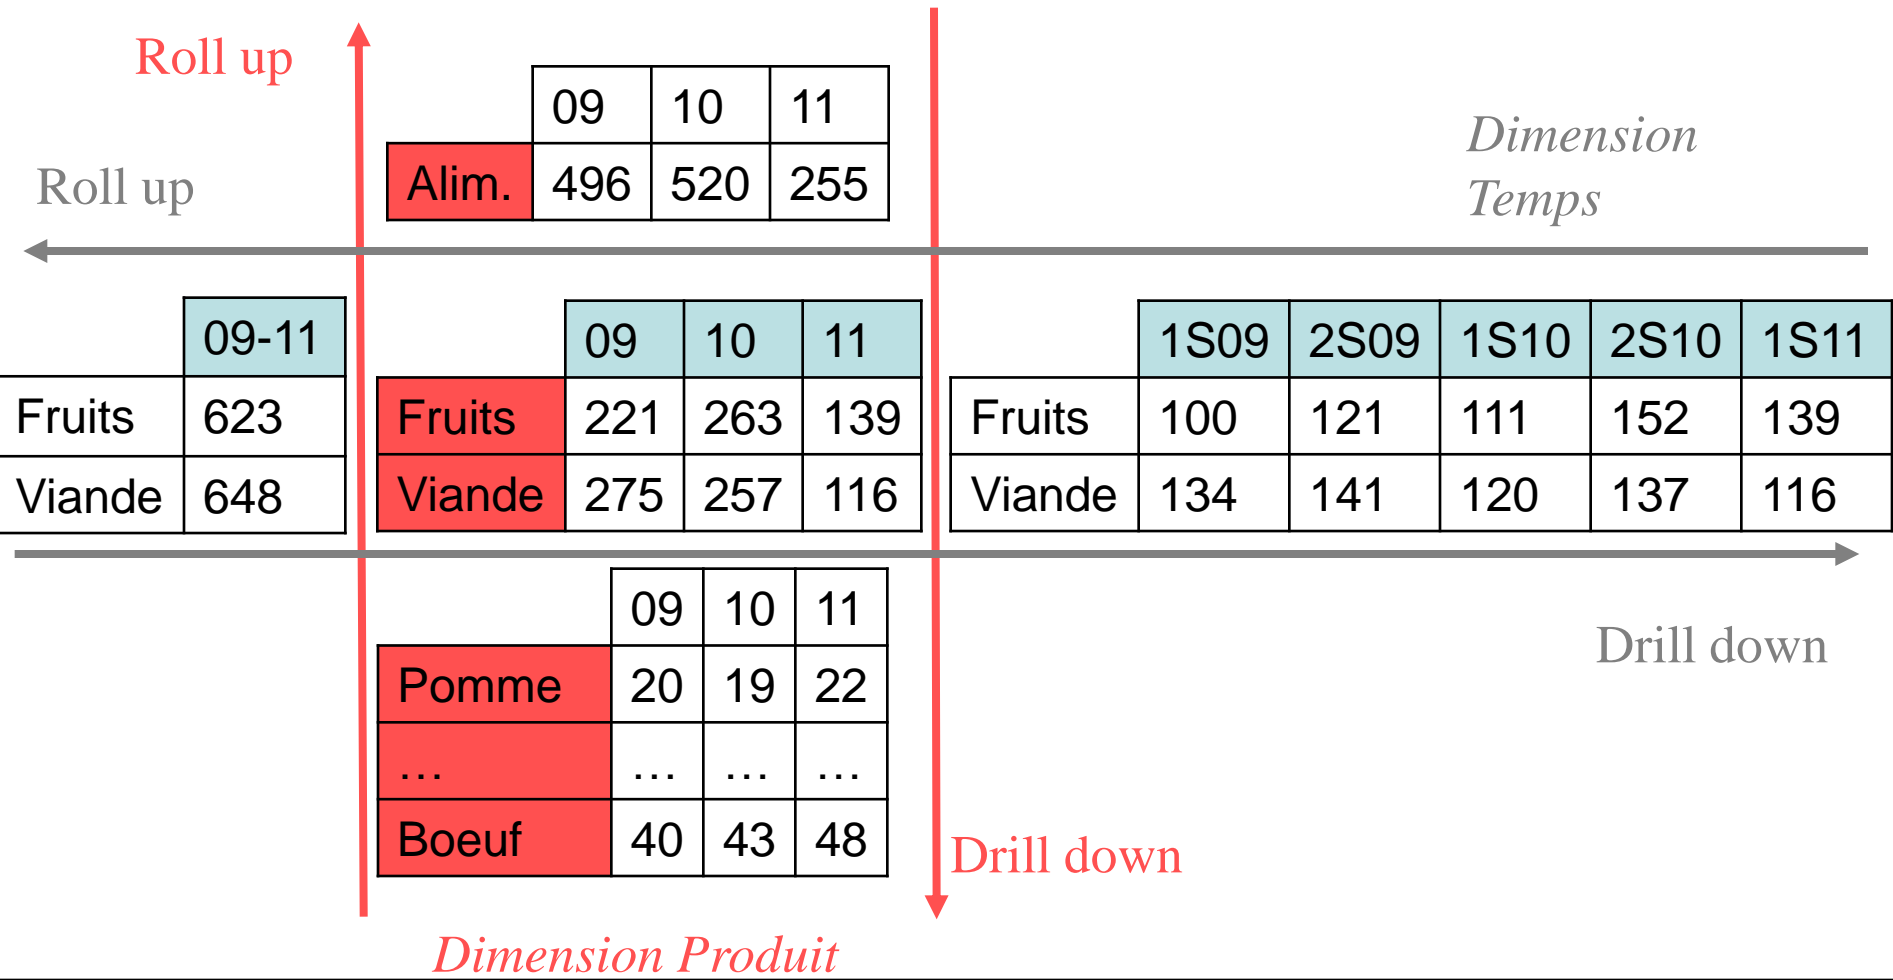 Roll up
09 10 11
Alim. 496 520 255
Dimension
Temps
Roll up
09-11
Fruits 623
Viande 648
09 10 11
Fruits 221 263 139
Viande 275 257 116
1S09 2S09 1S10 2S10 1S11
Fruits 100 121 111 152 139
Viande 134 141 120 137 116
09 10 11
Pomme 20 19 22
… … … …
Boeuf 40 43 48
Drill down
Drill down
Dimension Produit